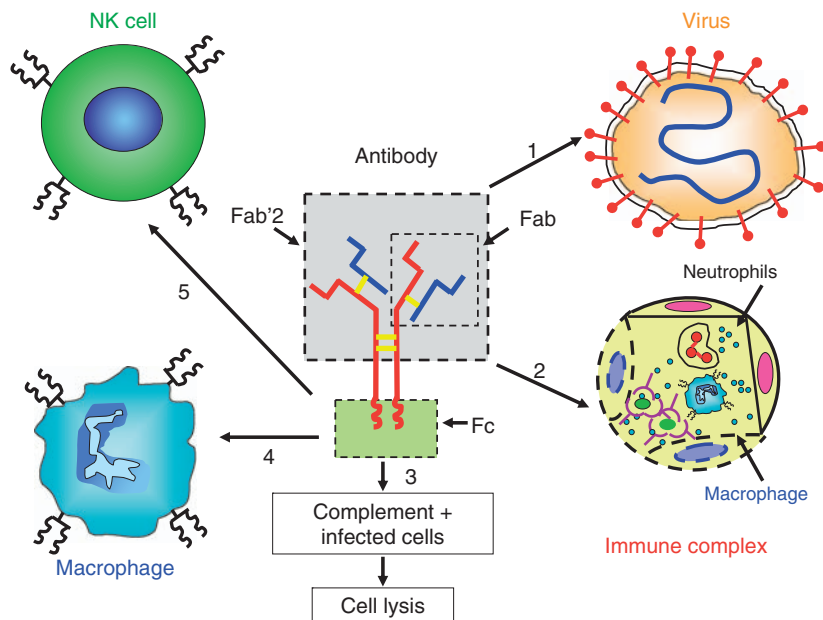 NK cell
Virus
Antibody
1
Fab'2
Fab
5
Neutrophils
2
Fc
4
3
Macrophage
Complement +
infected cells
Macrophage
Immune complex
Cell lysis